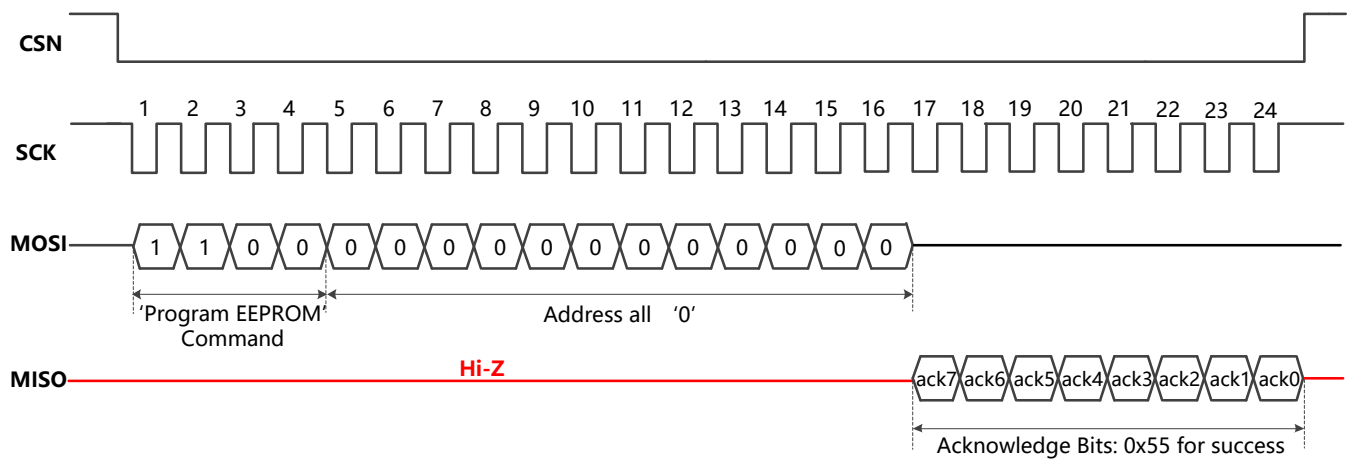 CSN
1 2 3 4 5 6 7 8 9 10 11 12 13 14 15 16 17 18 19 20 21 22 23 24
SCK
MOSI 1 1 0 0 0 0 0 0 0 0 0 0 0 0 0 0
‘Program EEPROM’ Address all ‘0’
Command
Hi-Z
MISO ack7 ack6 ack5 ack4 ack3 ack2 ack1 ack0
Acknowledge Bits: 0x55 for success